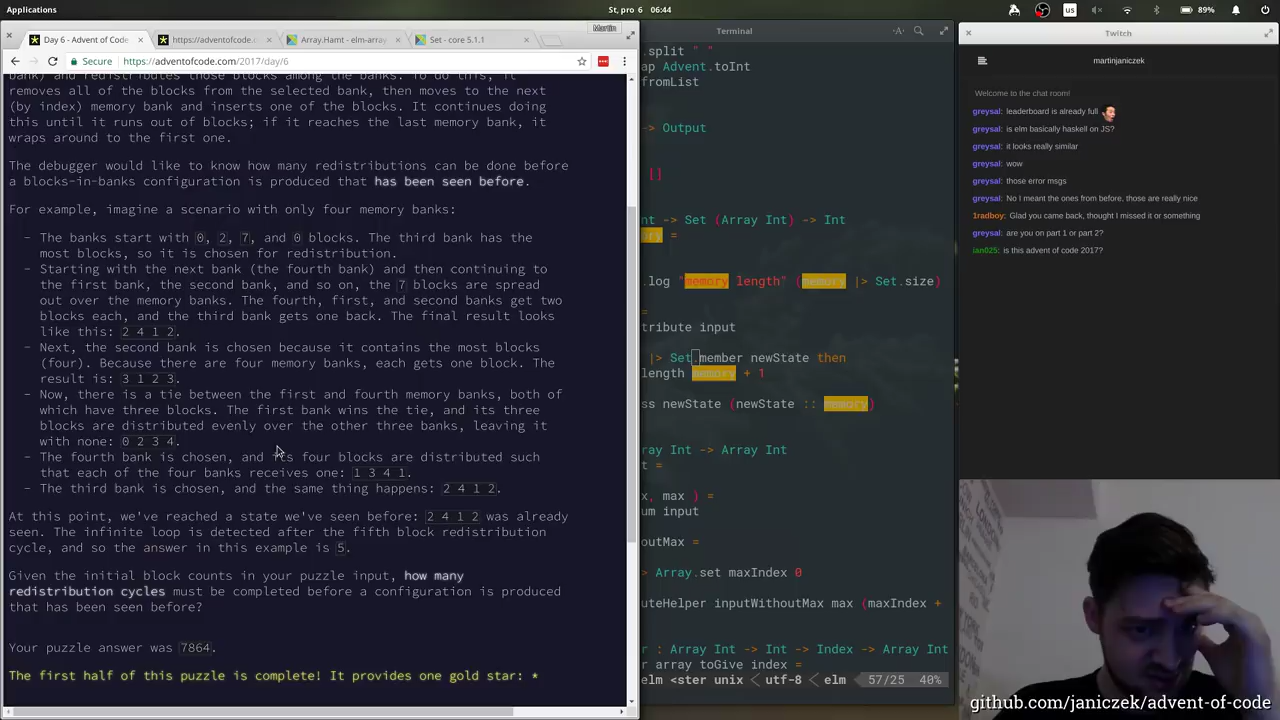 Applications
St, pro 6 06:44
us
89%
Martin
Day 6 - Advent of Code
://adventofcode.com/2017
Array.Hamt - elm-array
Set - core 5.1.1
Terminal
Twitch
Secure
https://adventofcode.com/2017/day/6
martinjaniczek
removes all of the blocks from the selected bank, then moves to the next
(by index) memory bank and inserts one of the blocks. It continues doing
this until it runs out of blocks; if it reaches the last memory bank, it
wraps around to the first one.
The debugger would like to know how many redistributions can be done before
a blocks-in-banks configuration is produced that has been seen before.
For example, imagine a scenario with only four memory banks:
- The banks start with 0, 2, 7, and 0 blocks. The third bank has the
most blocks, so it is chosen for redistribution.
- Starting with the next bank (the fourth bank) and then continuing to
the first bank, the second bank, and so on, the 7 blocks are spread
out over the memory banks. The fourth, first, and second banks get two
blocks each, and the third bank gets one back. The final result looks
like this: 2 4 1 2.
- Next, the second bank is chosen because it contains the most blocks
(four). Because there are four memory banks, each gets one block. The
result is: 3 1 2 3.
- Now, there is a tie between the first and fourth memory banks, both of
which have three blocks. The first bank wins the tie, and its three
blocks are distributed evenly over the other three banks, leaving it
with none: 0 2 3 4.
- The fourth bank is chosen, and its four blocks are distributed such
that each of the four banks receives one: 1 3 4 1.
- The third bank is chosen, and the same thing happens: 2 4 1 2.
At this point, we've reached a state we've seen before: 2 4 1 2 was already
seen. The infinite loop is detected after the fifth block redistribution
cycle, and so the answer in this example is 5.
Given the initial block counts in your puzzle input, how many
redistribution cycles must be completed before a configuration is produced
that has been seen before?
Your puzzle answer was 7864.
The first half of this puzzle is complete! It provides one gold star: *
.split " "
ap Advent.toInt
fromList
-> Output
[]
nt -> Set (Array Int) -> Int
=
.log "memory length" (memory |> Set.size)
=
tribute input
|> Set.member newState then
length memory + 1
ss newState (newState :: memory)
ay Int -> Array Int
t =
x, max ) =
um input
outMax =
> Array.set maxIndex 0
uteHelper inputWithoutMax max (maxIndex +
r : Array Int -> Int -> Index -> Array Int
r array toGive index =
elm <ster unix < utf-8 < elm 57/25 40%
Welcome to the chat room!
greysal: leaderboard is already full
greysal: is elm basically haskell on JS?
greysal: it looks really similar
greysal: wow
greysal: those error msgs
greysal: No I meant the ones from before, those are really nice
1radboy: Glad you came back, thought I missed it or something
greysal: are you on part 1 or part 2?
ian025: is this advent of code 2017?
github.com/janiczek/advent-of-code